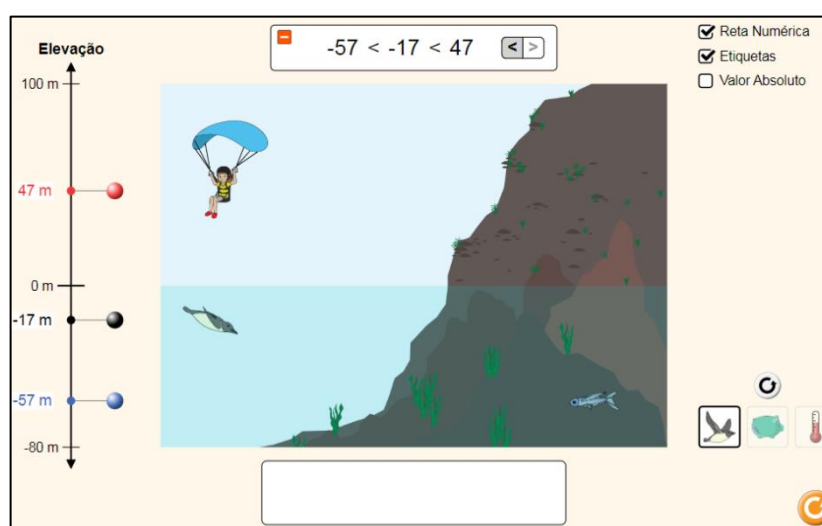 Elevação
100 m
47 m
0 m
-17 m
-57 m
-80 m
-57 < -17 < 47
< >
Reta Numérica
Etiquetas
Valor Absoluto